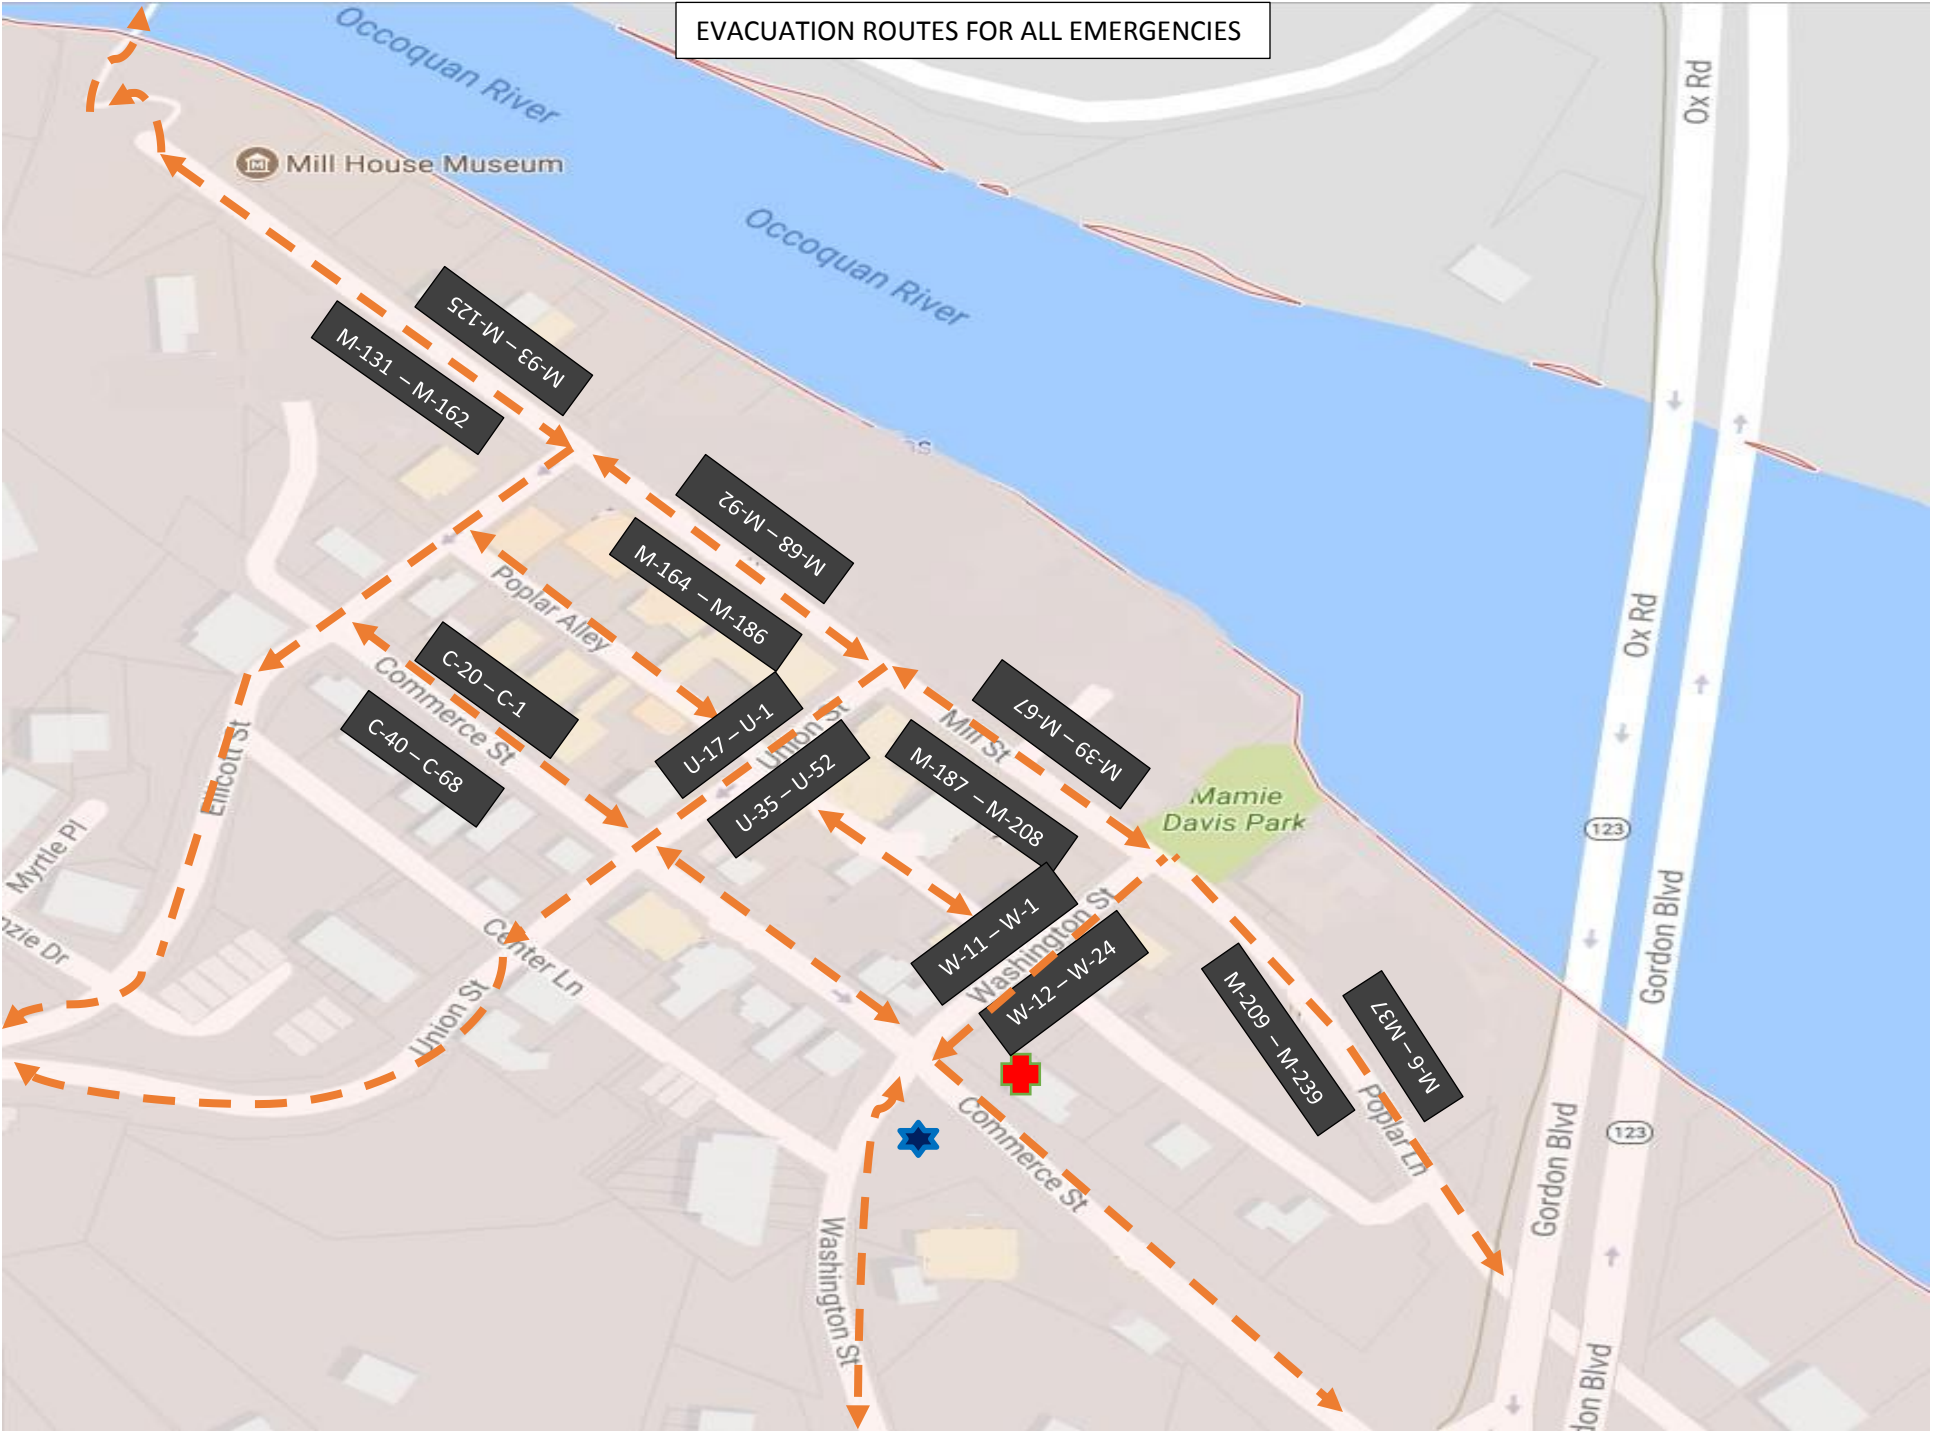 EVACUATION ROUTES FOR ALL EMERGENCIES
Occoquan River
Ox Rd
Mill House Museum
Occoquan River
M-93 – M-125
M-131 – M-162
M-68 – M-92
M-164 – M-186
Poplar Alley
Ox Rd
C-20 – C-1
Commerce St
C-40 – C-68
U-17 – U-1
Union St
U-35 – U-52
M-39 – M-67
Mill St
M-187 – M-208
Mamie
Davis Park
Ellicott St
Myrtle Pl
nzie Dr
123
Gordon Blvd
Center Ln
Union St
W-11 – W-1
Washington St
W-12 – W-24
M-209 – M-239
M-6 – M37
Poplar Ln
Commerce St
123
Gordon Blvd
Washington St
don Blvd